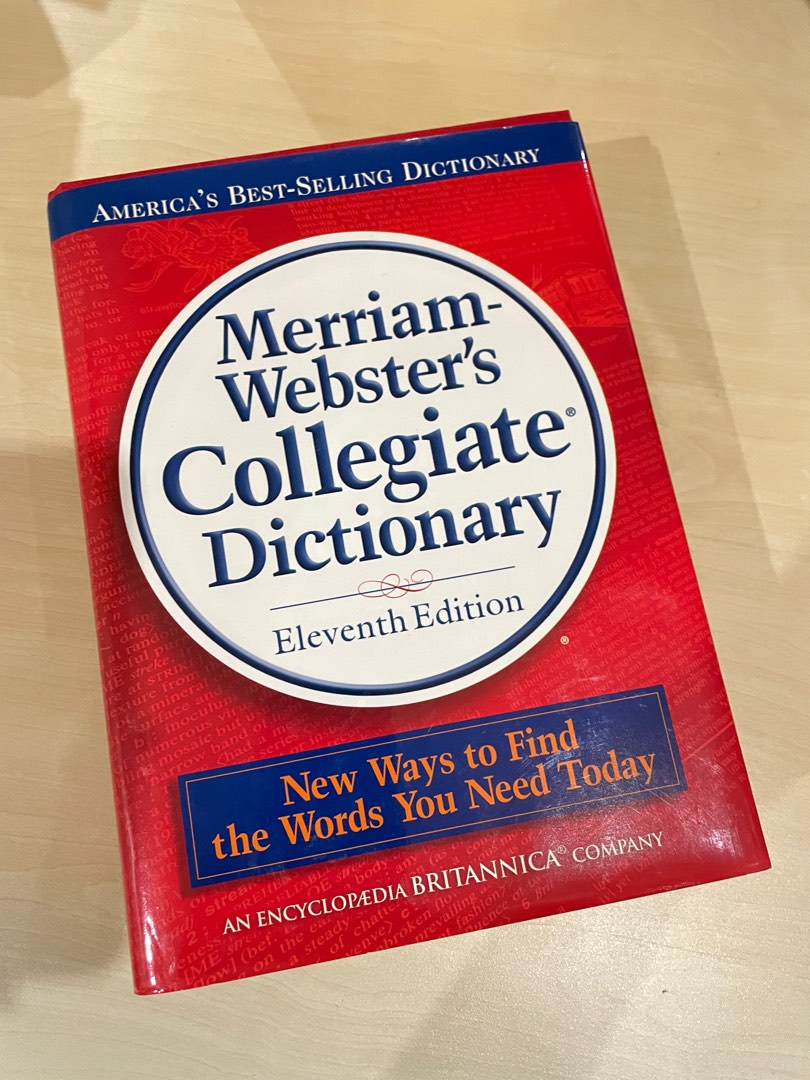 America's Best-Selling Dictionary
Merriam-
Webster's
Collegiate®
Dictionary
Eleventh Edition
®
New Ways to Find
the Words You Need Today
AN ENCYCLOPÆDIA BRITANNICA® COMPANY